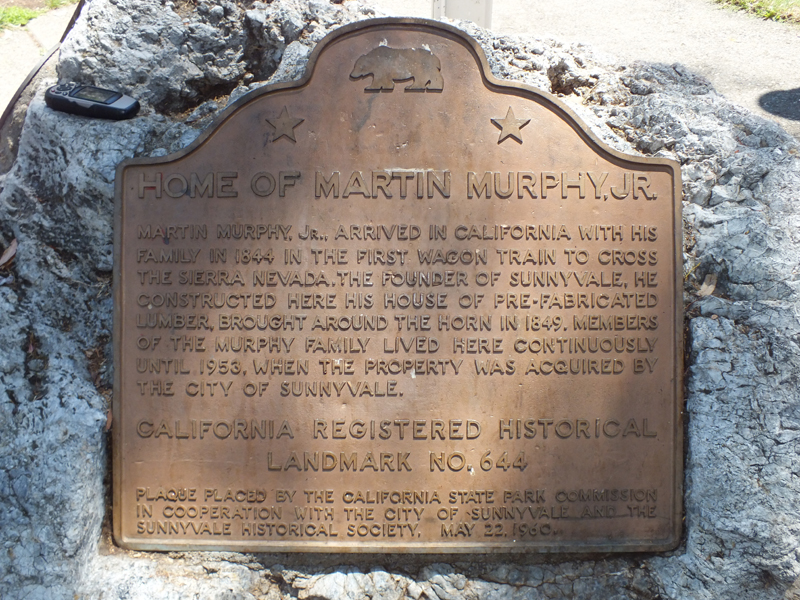 HOME OF MARTIN MURPHY, JR.
MARTIN MURPHY, JR., ARRIVED IN CALIFORNIA WITH HIS
FAMILY IN 1844 IN THE FIRST WAGON TRAIN TO CROSS
THE SIERRA NEVADA. THE FOUNDER OF SUNNYVALE, HE
CONSTRUCTED HERE HIS HOUSE OF PRE-FABRICATED
LUMBER, BROUGHT AROUND THE HORN IN 1849. MEMBERS
OF THE MURPHY FAMILY LIVED HERE CONTINUOUSLY
UNTIL 1953, WHEN THE PROPERTY WAS ACQUIRED BY
THE CITY OF SUNNYVALE.
CALIFORNIA REGISTERED HISTORICAL
LANDMARK NO. 644
PLAQUE PLACED BY THE CALIFORNIA STATE PARK COMMISSION
IN COOPERATION WITH THE CITY OF SUNNYVALE AND THE
SUNNYVALE HISTORICAL SOCIETY, MAY 22, 1960.